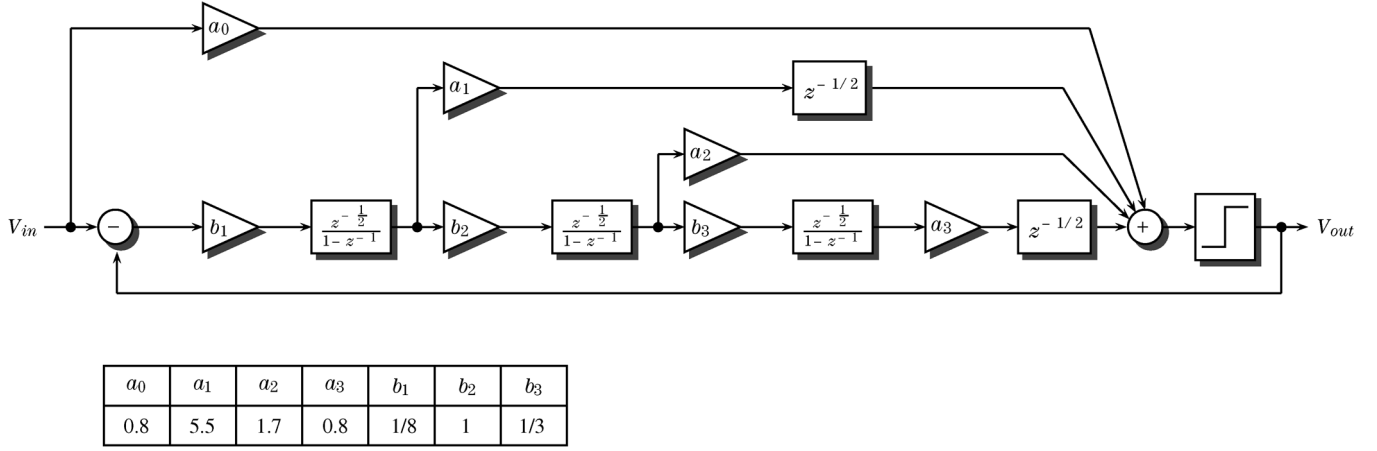 a0
a1
z^- 1/2
a2
Vin
-
b1
z^- 1/2 / 1- z^- 1
b2
z^- 1/2 / 1- z^- 1
b3
z^- 1/2 / 1- z^- 1
a3
z^- 1/2
+
Vout
a0 a1 a2 a3 b1 b2 b3
0.8 5.5 1.7 0.8 1/8 1 1/3